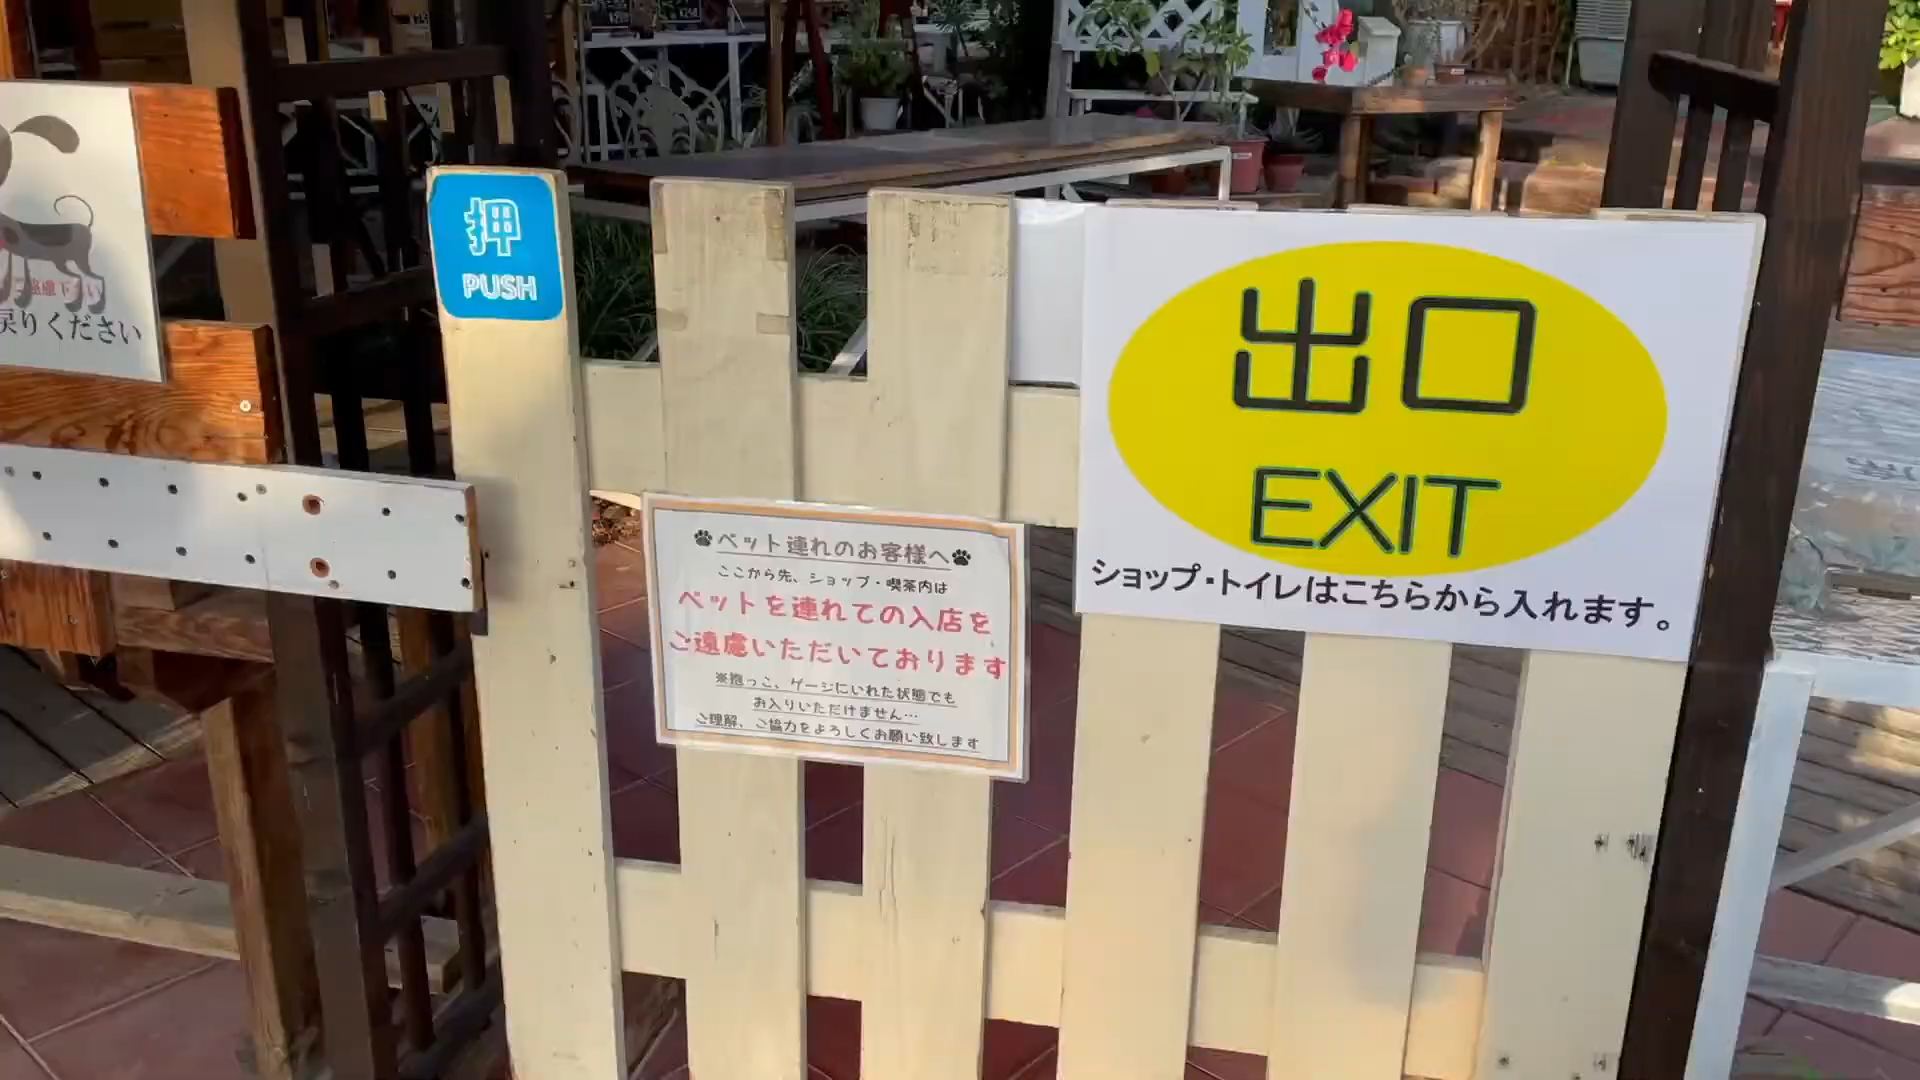 ご遠慮下さい
戻りください
押
PUSH
ペット連れのお客様へ
ここから先、ショップ・喫茶内は
ペットを連れての入店を
ご遠慮いただいております
※抱っこ、ゲージにいれた状態でも
お入りいただけません…
ご理解、ご協力をよろしくお願い致します
出口
EXIT
ショップ・トイレはこちらから入れます。